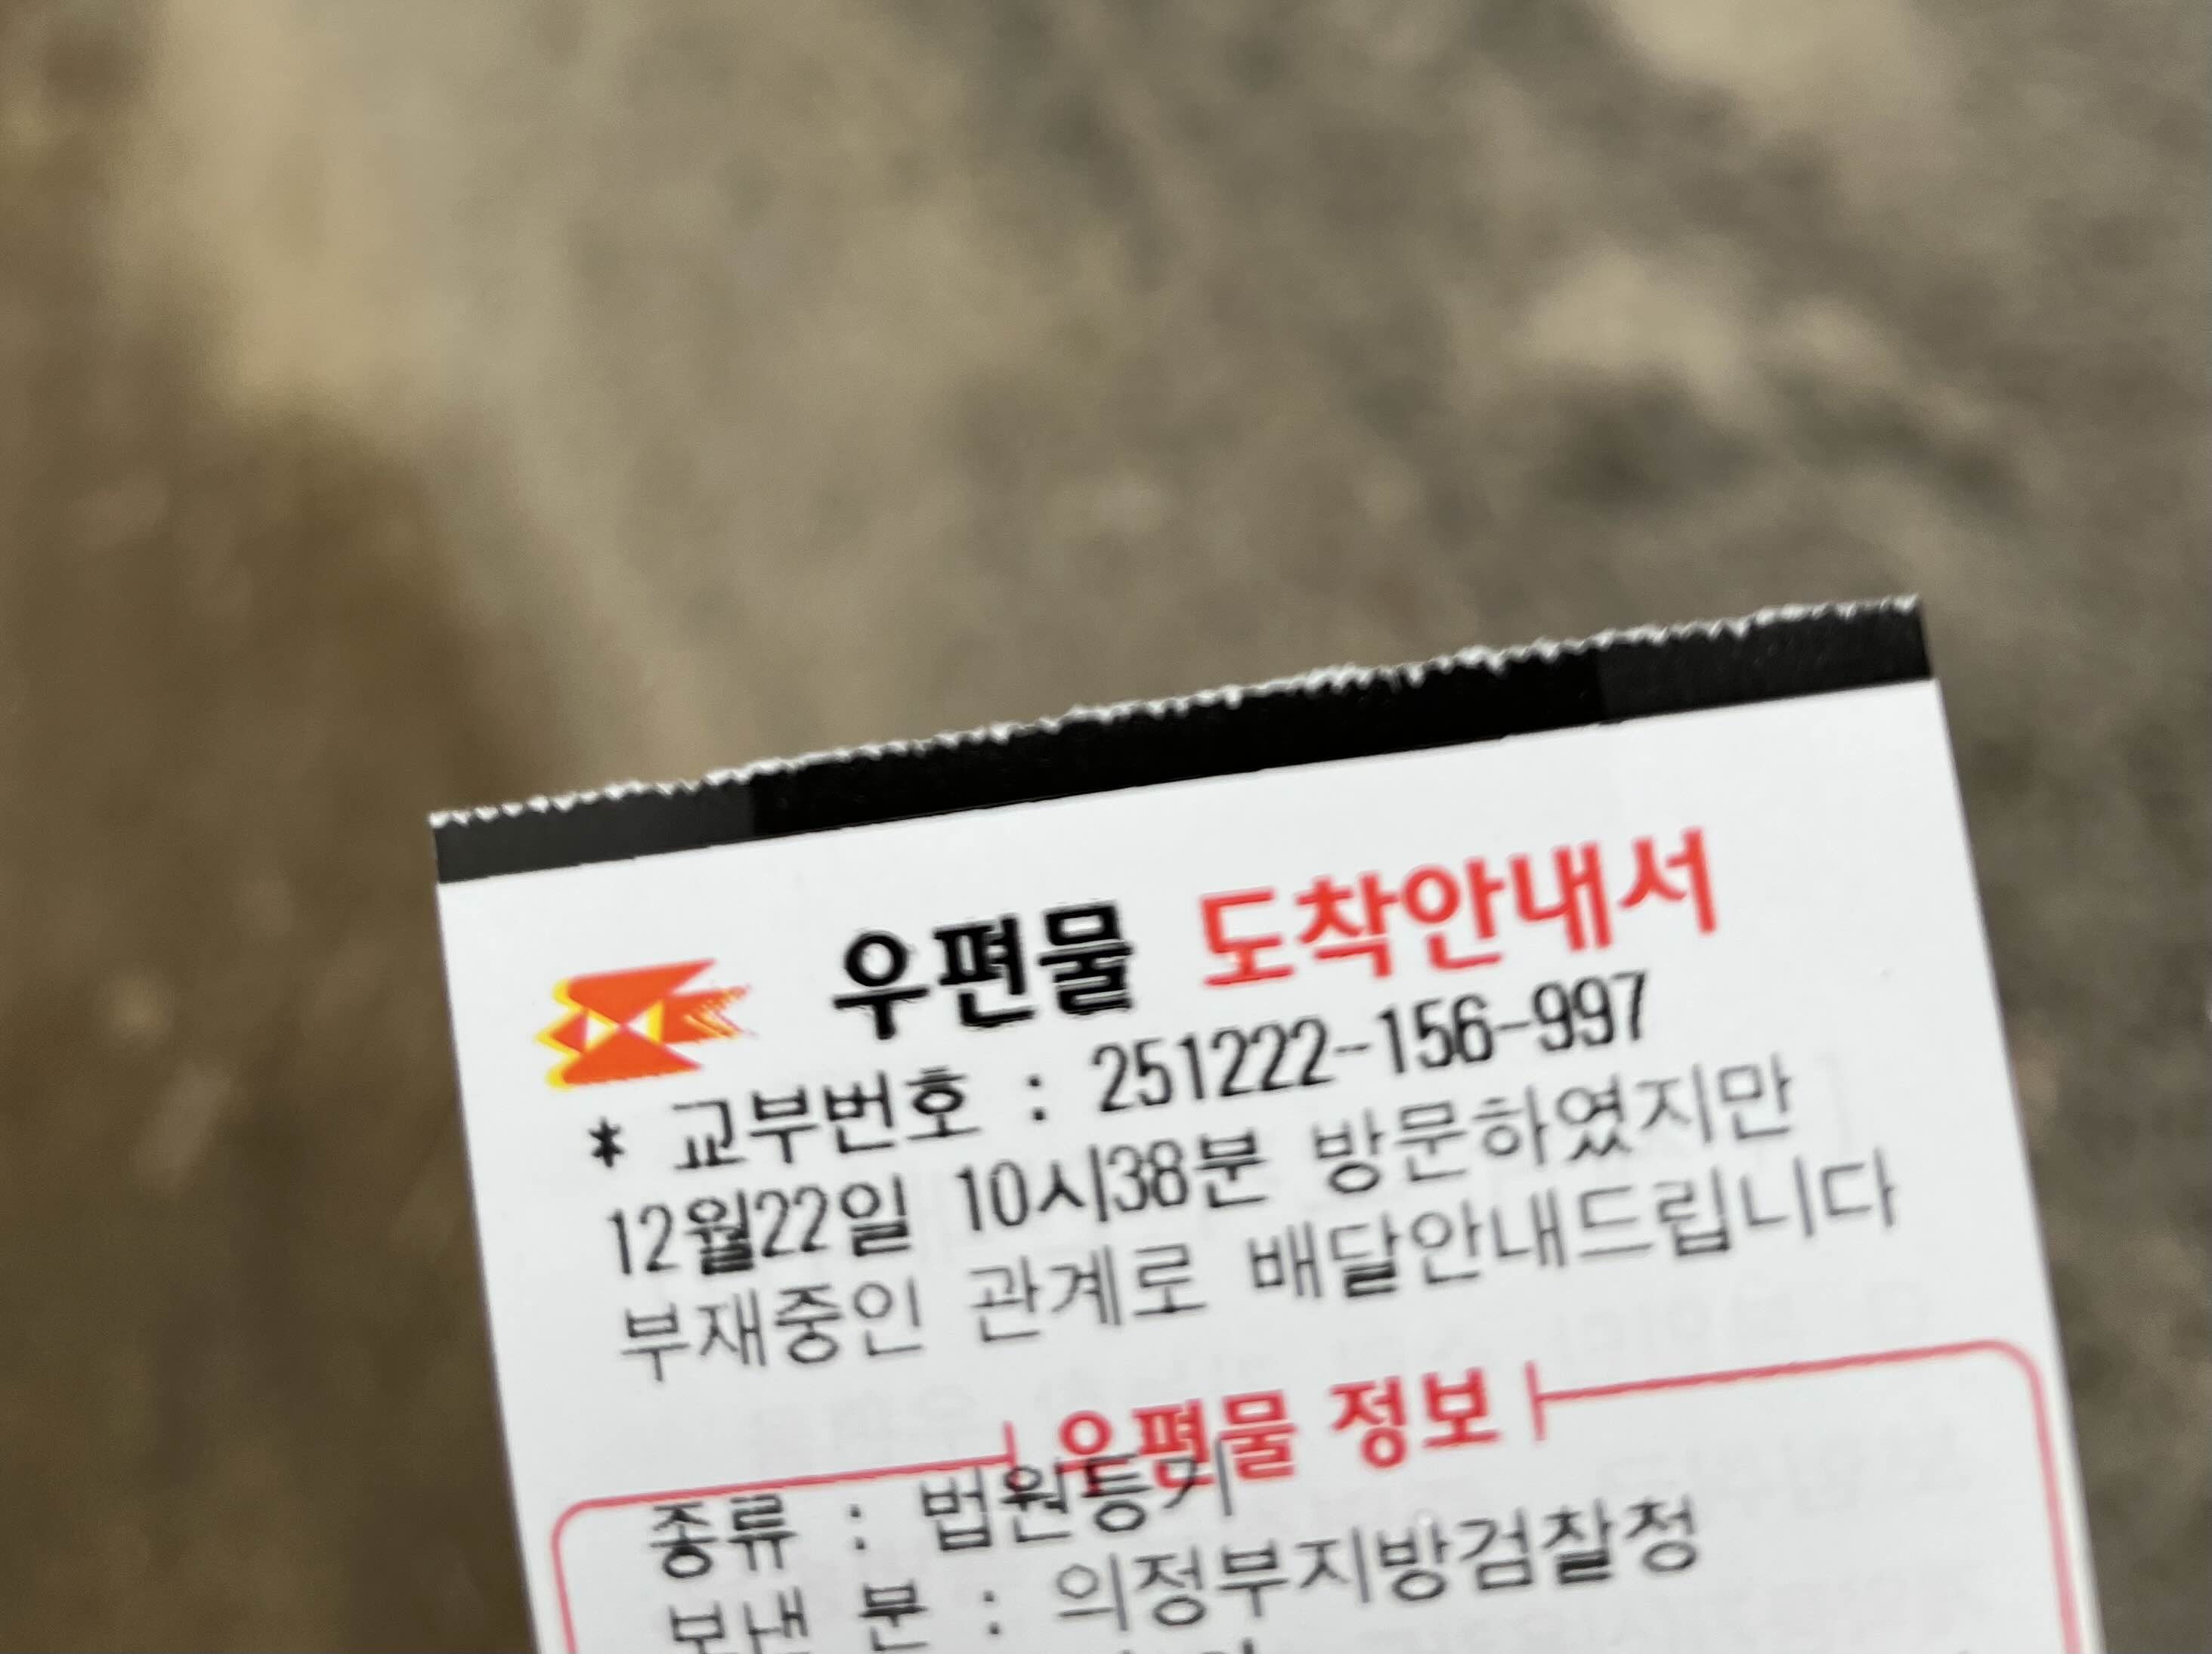 우편물 도착안내서
* 교부번호 : 251222-156-997
12월22일 10시38분 방문하였지만
부재중인 관계로 배달안내드립니다
우편물 정보
종류 : 법원등기
보낸 분 : 의정부지방검찰청